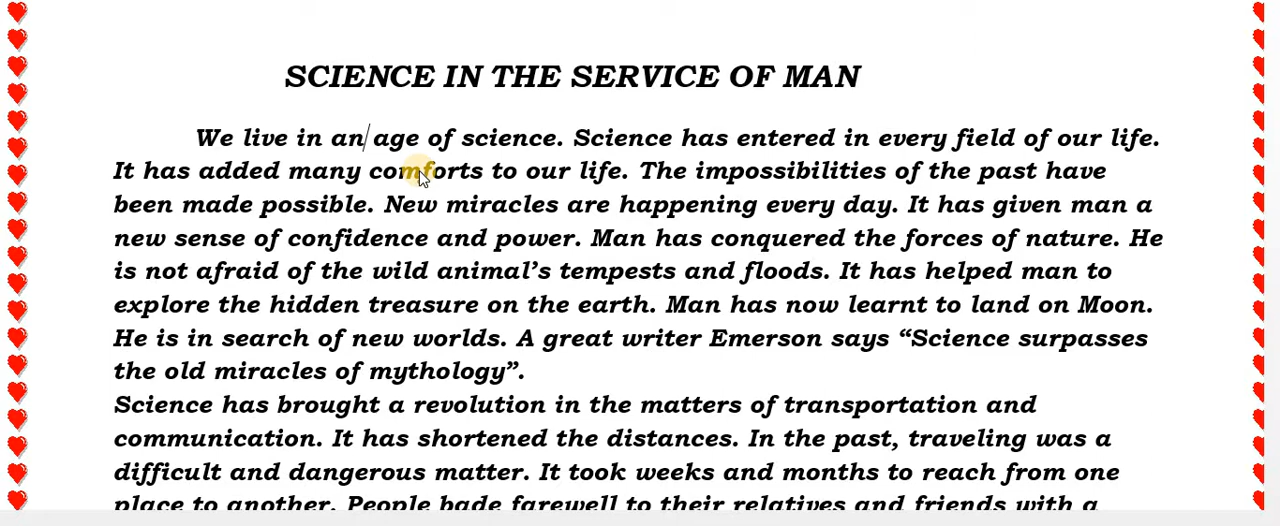 SCIENCE IN THE SERVICE OF MAN
We live in an age of science. Science has entered in every field of our life.
It has added many comforts to our life. The impossibilities of the past have
been made possible. New miracles are happening every day. It has given man a
new sense of confidence and power. Man has conquered the forces of nature. He
is not afraid of the wild animal’s tempests and floods. It has helped man to
explore the hidden treasure on the earth. Man has now learnt to land on Moon.
He is in search of new worlds. A great writer Emerson says “Science surpasses
the old miracles of mythology”.
Science has brought a revolution in the matters of transportation and
communication. It has shortened the distances. In the past, traveling was a
difficult and dangerous matter. It took weeks and months to reach from one
place to another. People bade farewell to their relatives and friends with a